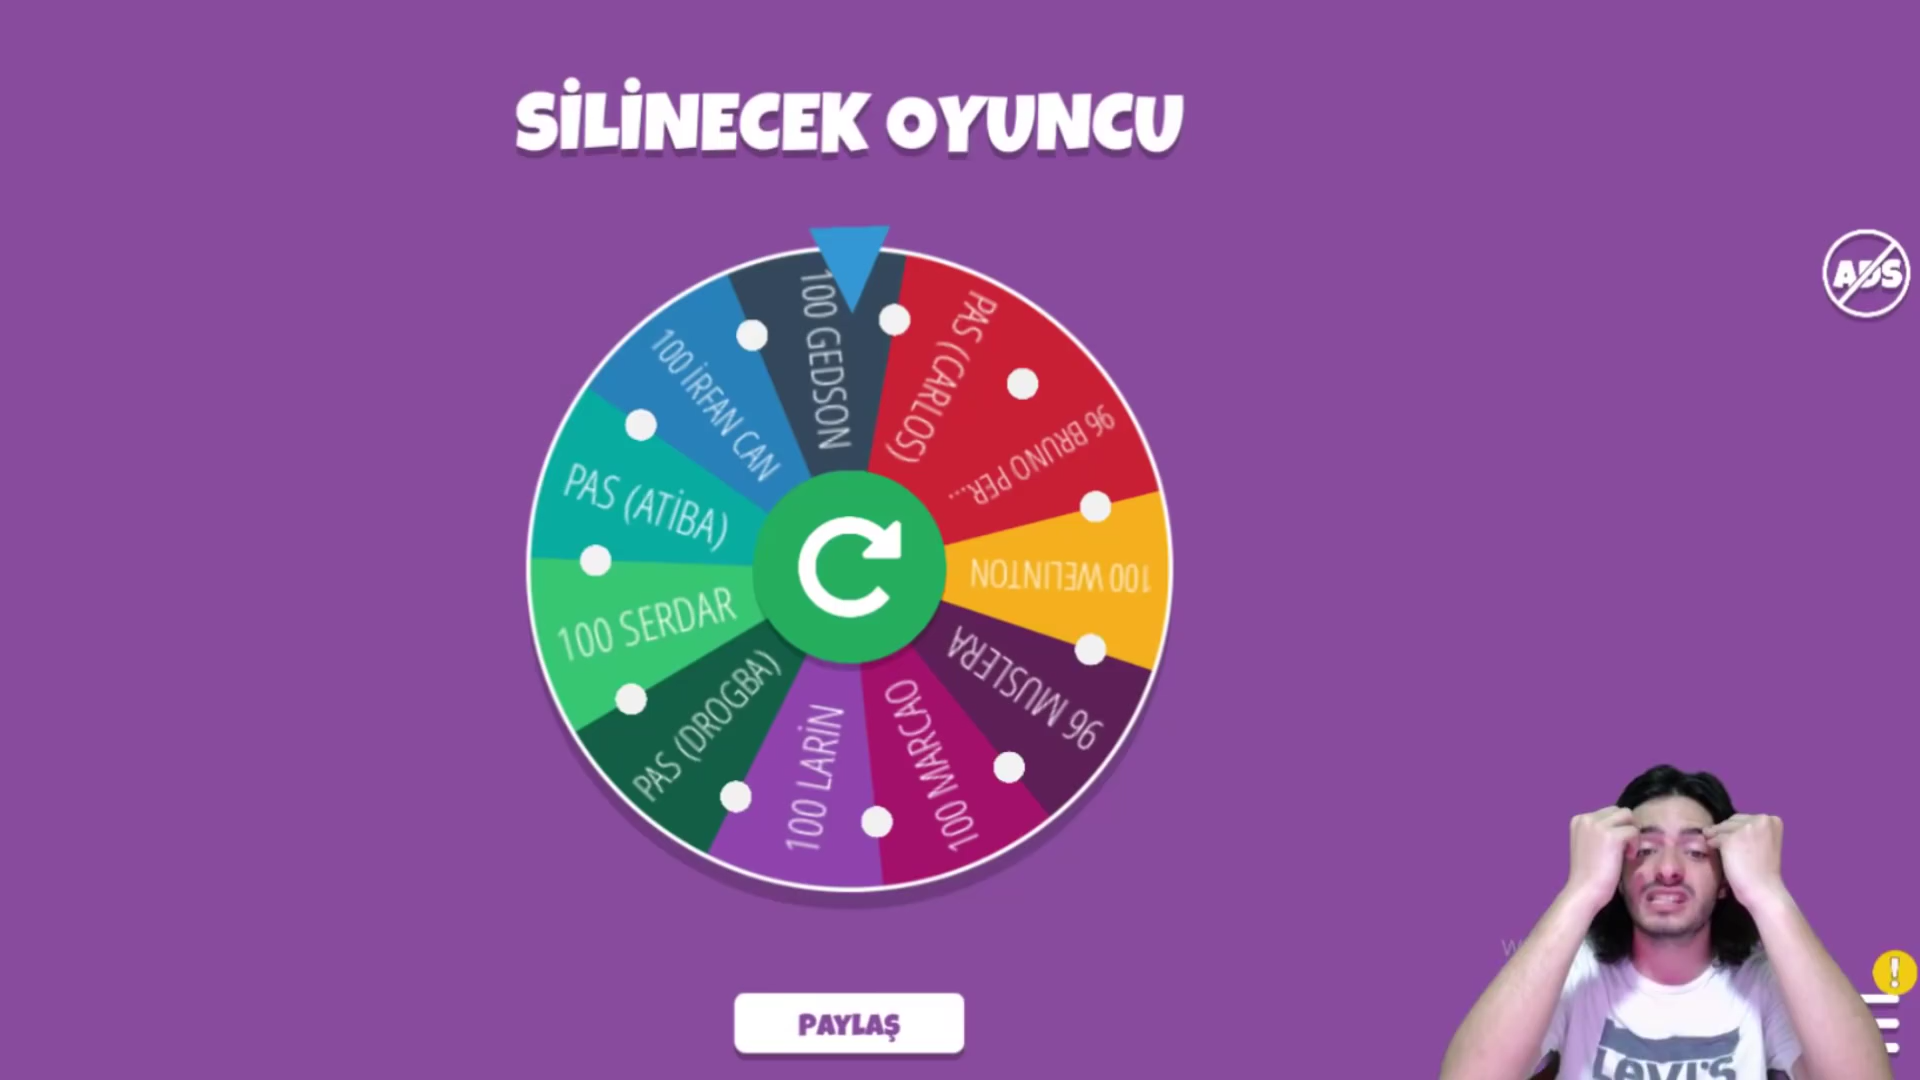 SİLİNECEK OYUNCU
100 GEDSON
PAS (CARLOS)
96 BRUNO PER...
100 WELINTON
96 MUSLERA
100 MARCAO
100 LARİN
PAS (DROGBA)
100 SERDAR
PAS (ATİBA)
100 İRFAN CAN
ADS
PAYLAŞ
!
Levi's